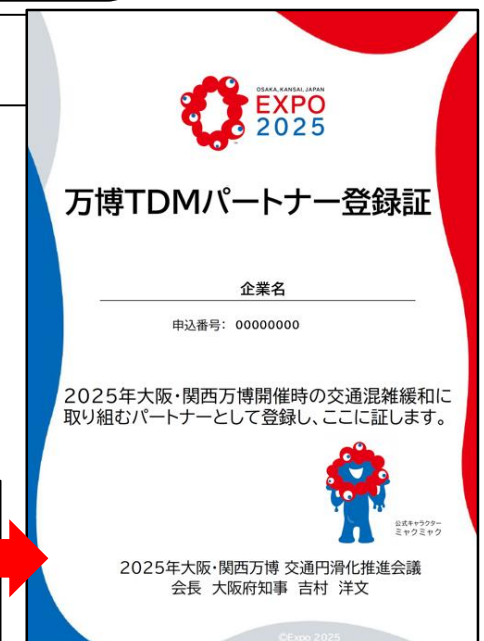 OSAKA, KANSAI, JAPAN
EXPO
2025
万博TDMパートナー登録証
企業名
申込番号： 00000000
2025年大阪・関西万博開催時の交通混雑緩和に
取り組むパートナーとして登録し、ここに証します。
公式キャラクター
ミャクミャク
2025年大阪・関西万博 交通円滑化推進会議
会長 大阪府知事 吉村 洋文
©Expo 2025